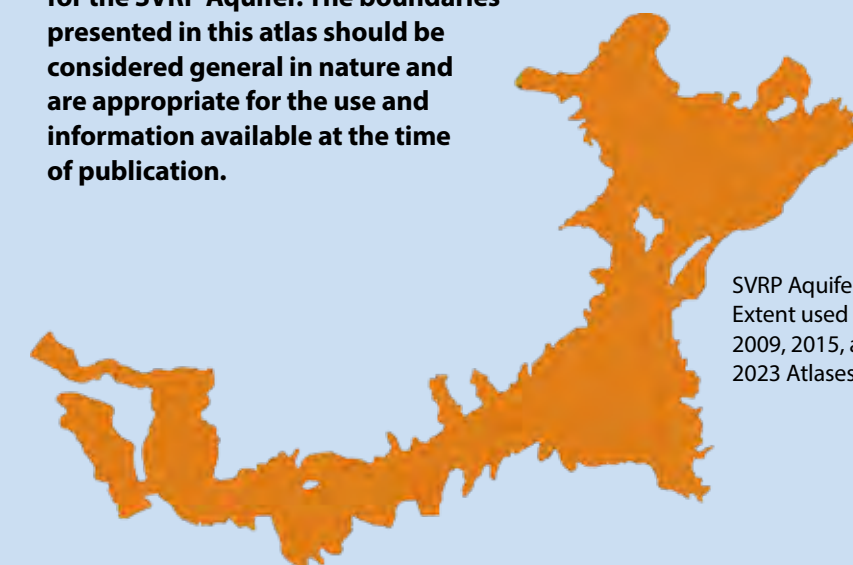 for the SVRP Aquifer. The boundaries
presented in this atlas should be
considered general in nature and
are appropriate for the use and
information available at the time
of publication.
SVRP Aquife
Extent used
2009, 2015, a
2023 Atlases